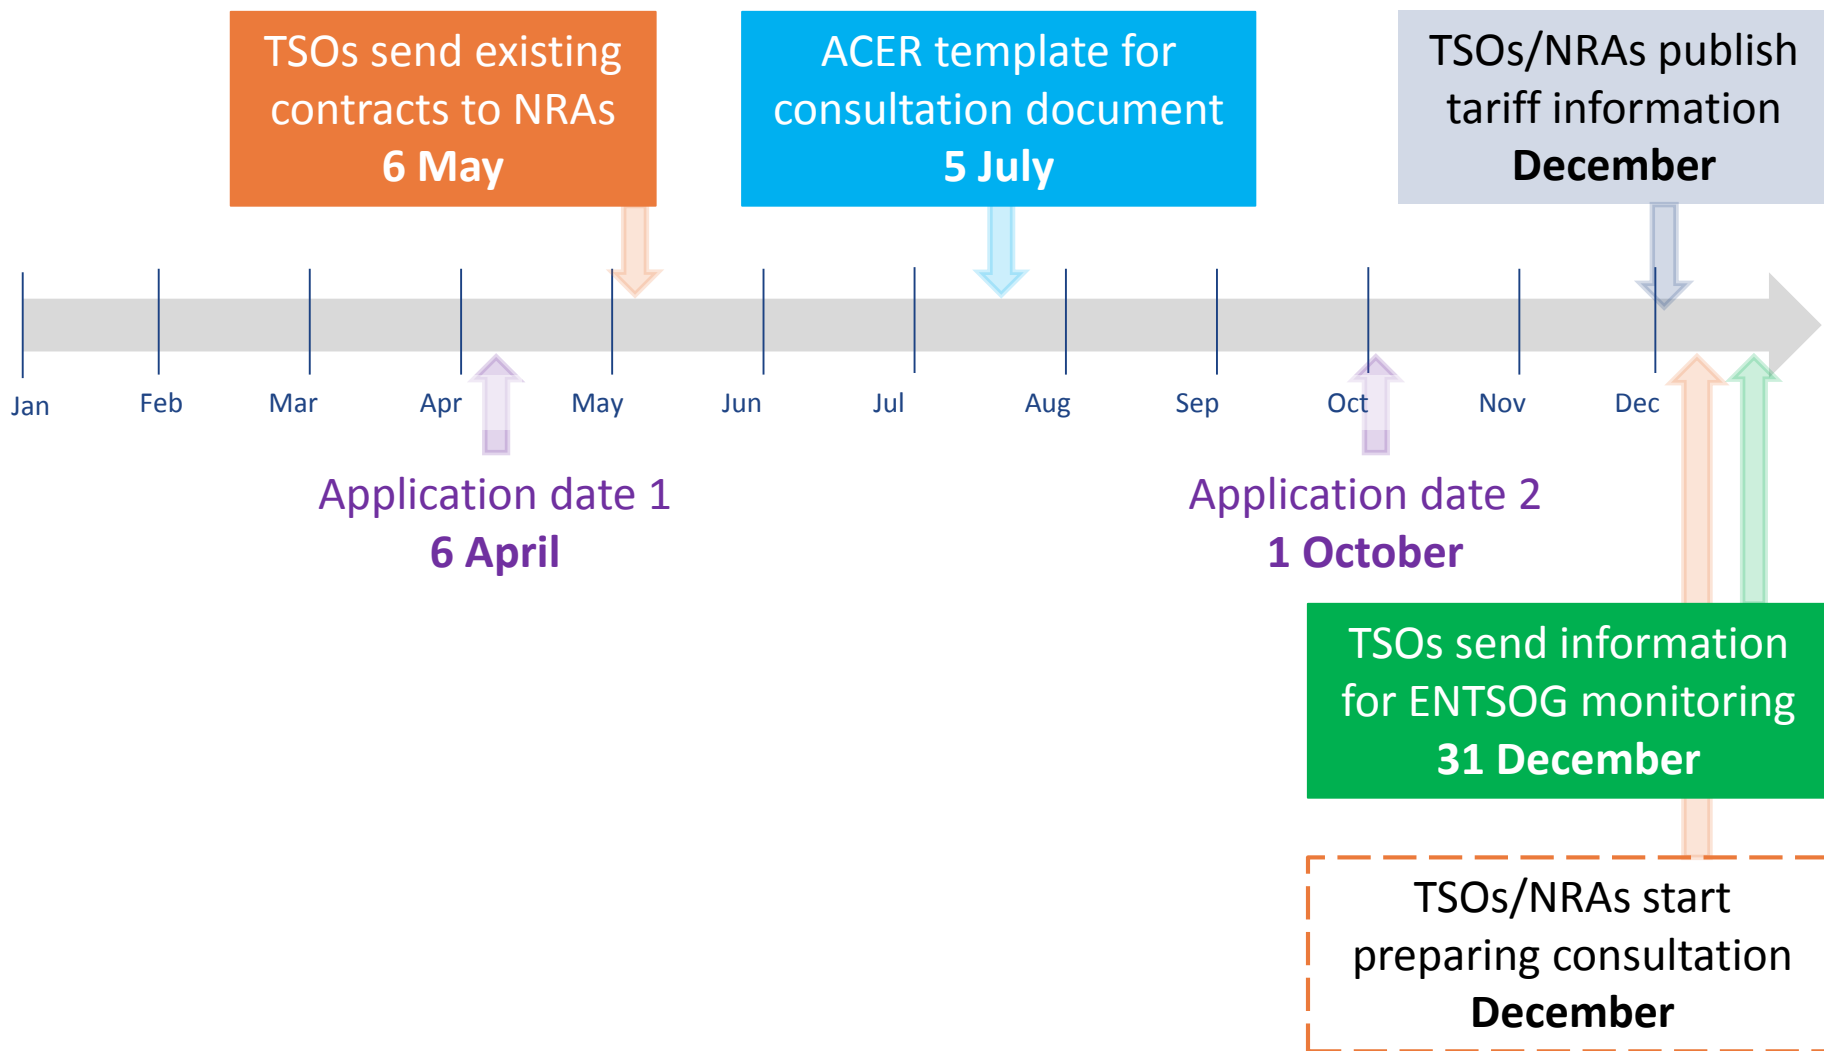 TSOs send existing
contracts to NRAs
6 May
ACER template for
consultation document
5 July
TSOs/NRAs publish
tariff information
December
Jan
Feb
Mar
Apr
May
Jun
Jul
Aug
Sep
Oct
Nov
Dec
Application date 1
6 April
Application date 2
1 October
TSOs send information
for ENTSOG monitoring
31 December
TSOs/NRAs start
preparing consultation
December